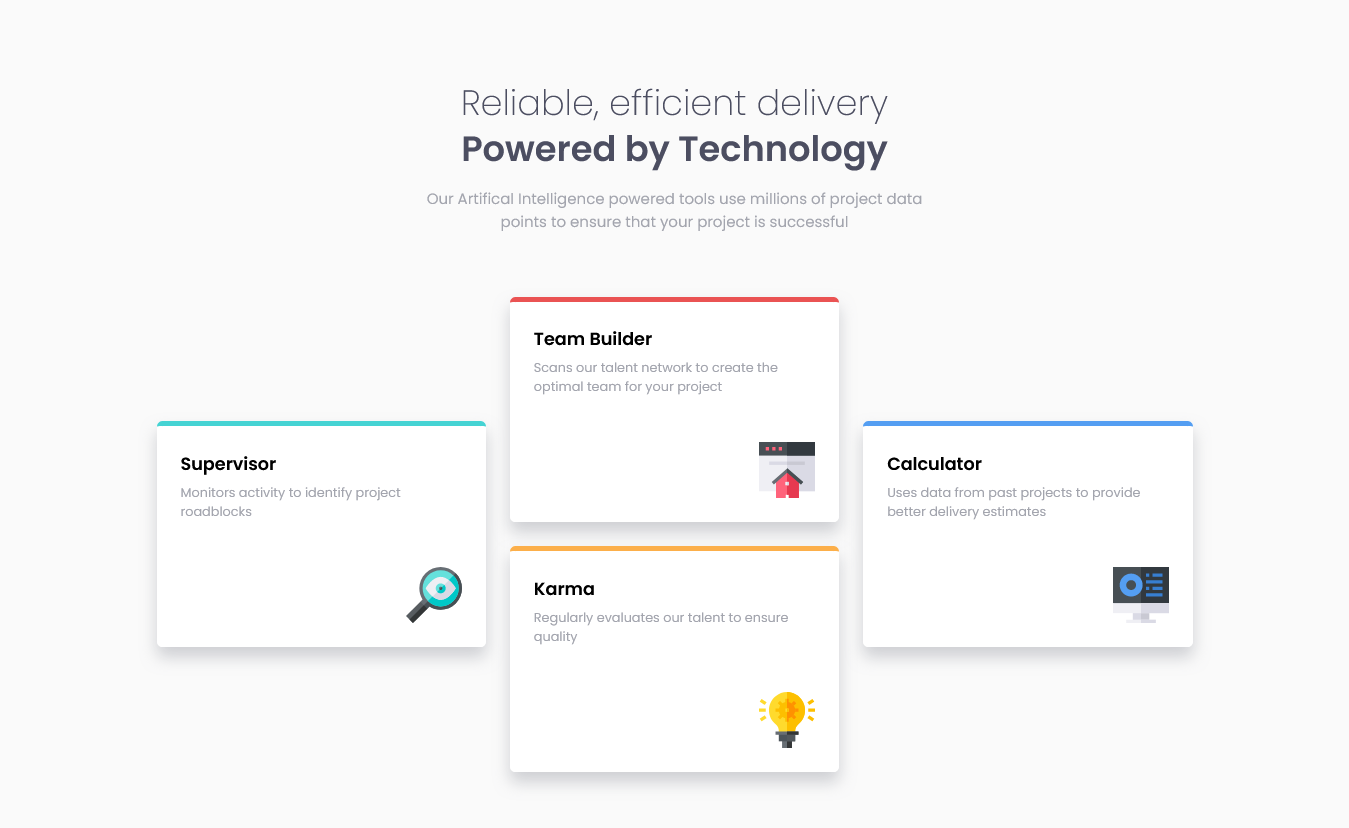 Reliable, efficient delivery
Powered by Technology
Our Artifical Intelligence powered tools use millions of project data
points to ensure that your project is successful
Team Builder
Scans our talent network to create the
optimal team for your project
Supervisor
Monitors activity to identify project
roadblocks
Calculator
Uses data from past projects to provide
better delivery estimates
Karma
Regularly evaluates our talent to ensure
quality